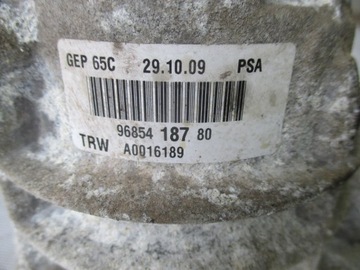 GEP 65C 29.10.09 PSA
96854 187 80
TRW A0016189